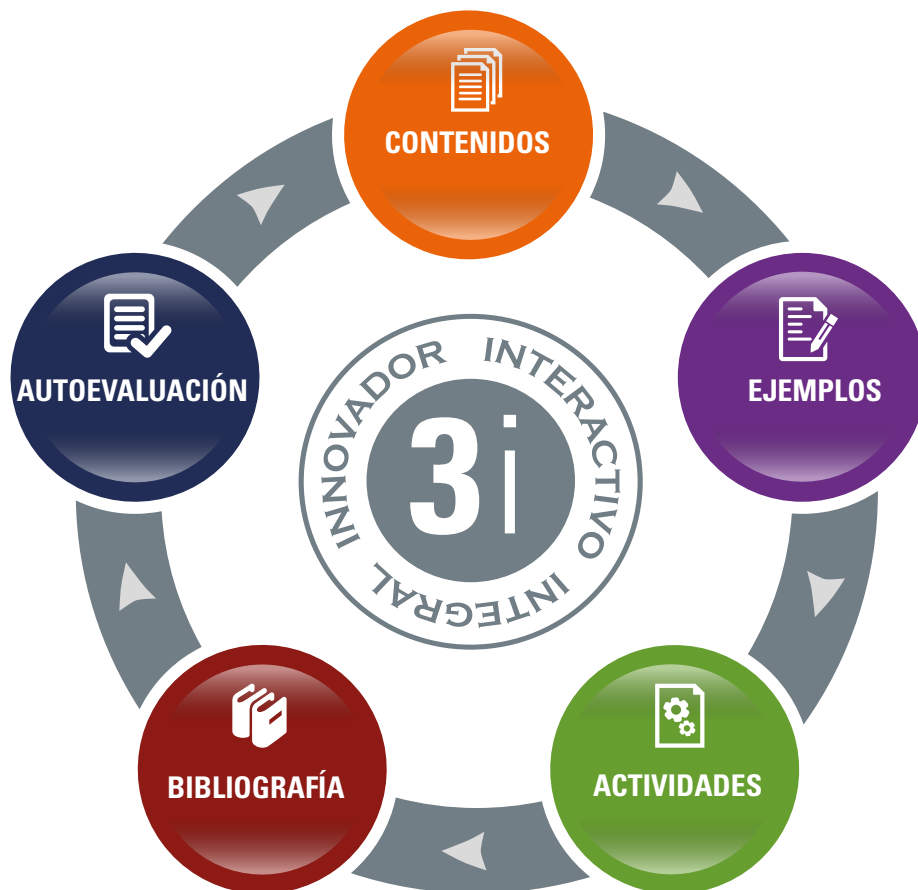 CONTENIDOS
EJEMPLOS
ACTIVIDADES
BIBLIOGRAFÍA
AUTOEVALUACIÓN
INNOVADOR INTERACTIVO INTEGRAL
3i